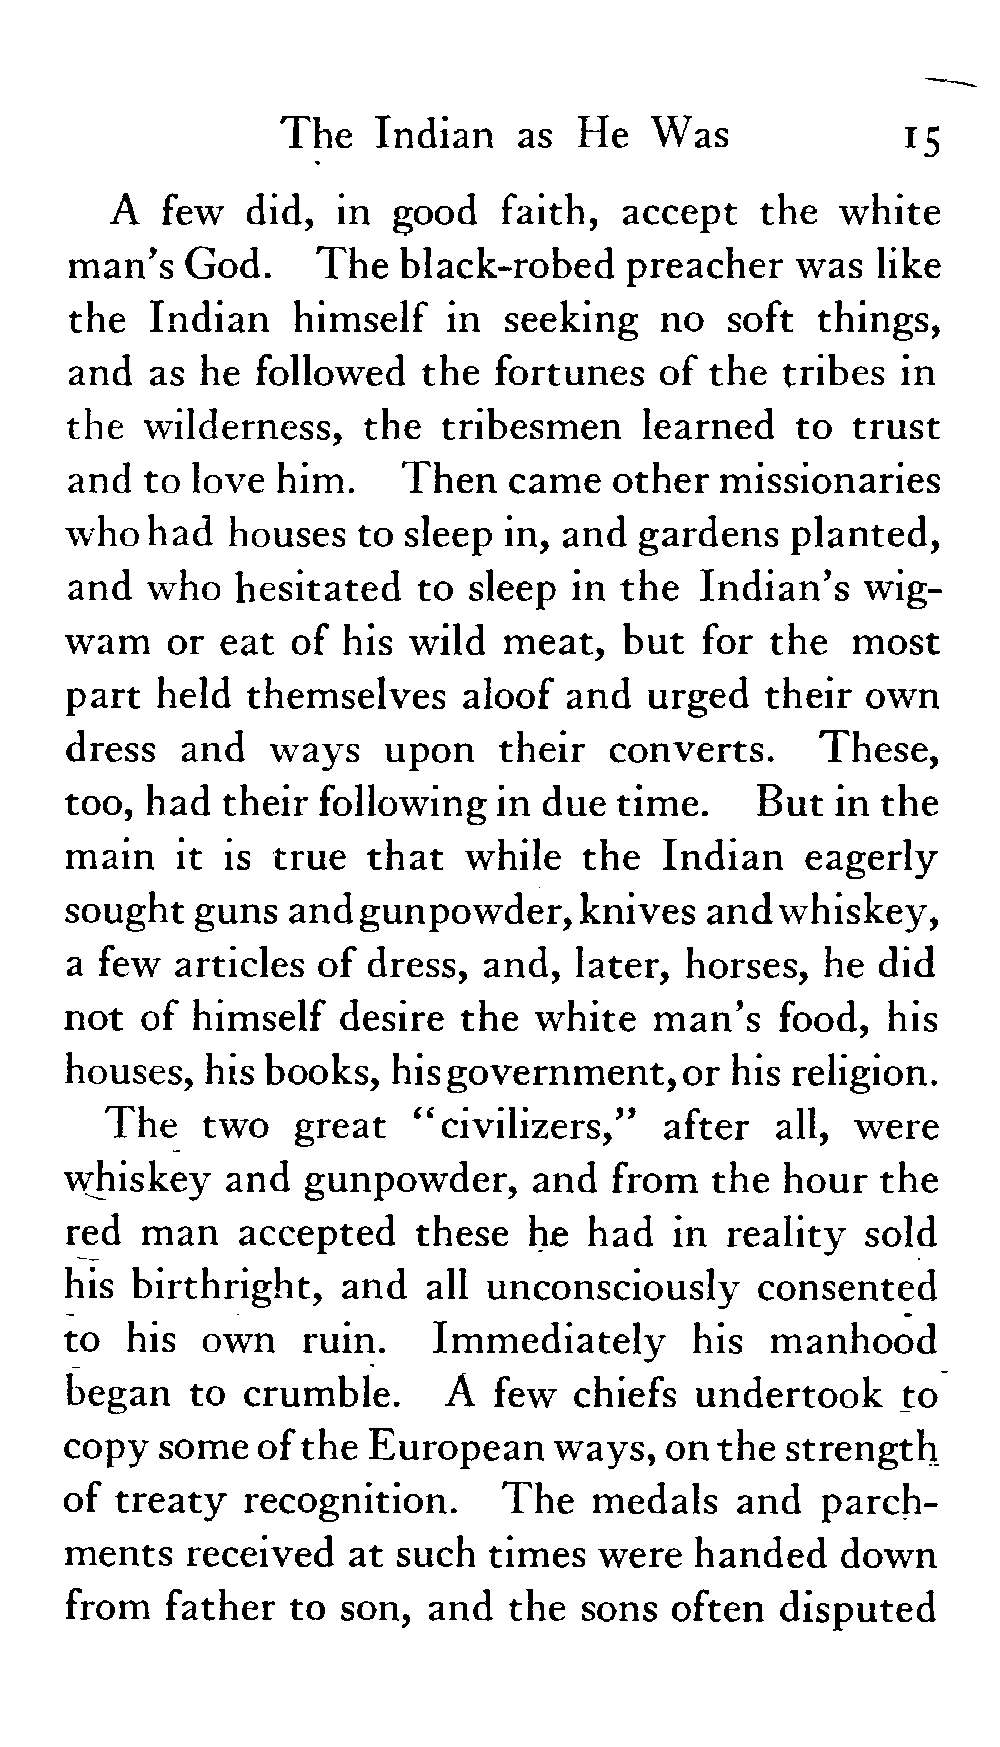 The Indian as He Was 15
A few did, in good faith, accept the white
man's God. The black-robed preacher was like
the Indian himself in seeking no soft things,
and as he followed the fortunes of the tribes in
the wilderness, the tribesmen learned to trust
and to love him. Then came other missionaries
who had houses to sleep in, and gardens planted,
and who hesitated to sleep in the Indian's wig-
wam or eat of his wild meat, but for the most
part held themselves aloof and urged their own
dress and ways upon their converts. These,
too, had their following in due time. But in the
main it is true that while the Indian eagerly
sought guns and gunpowder, knives and whiskey,
a few articles of dress, and, later, horses, he did
not of himself desire the white man's food, his
houses, his books, his government, or his religion.
The two great "civilizers," after all, were
whiskey and gunpowder, and from the hour the
red man accepted these he had in reality sold
his birthright, and all unconsciously consented
to his own ruin. Immediately his manhood
began to crumble. A few chiefs undertook to
copy some of the European ways, on the strength
of treaty recognition. The medals and parch-
ments received at such times were handed down
from father to son, and the sons often disputed